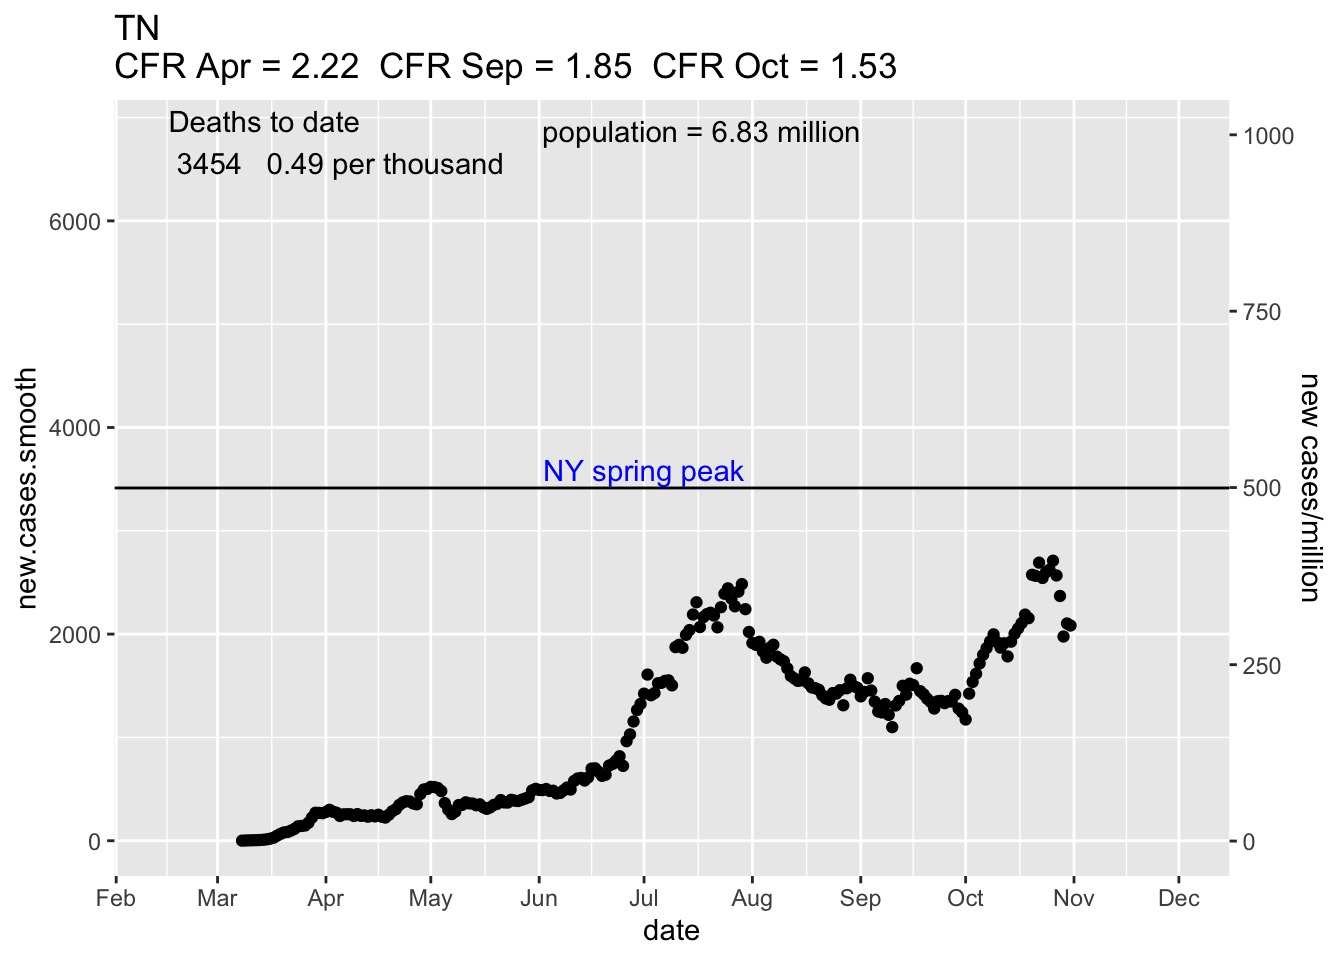 TN
CFR Apr = 2.22  CFR Sep = 1.85  CFR Oct = 1.53
Deaths to date
3454   0.49 per thousand
population = 6.83 million
NY spring peak
new.cases.smooth
6000
4000
2000
0
new cases/million
1000
750
500
250
0
Feb Mar Apr May Jun Jul Aug Sep Oct Nov Dec
date